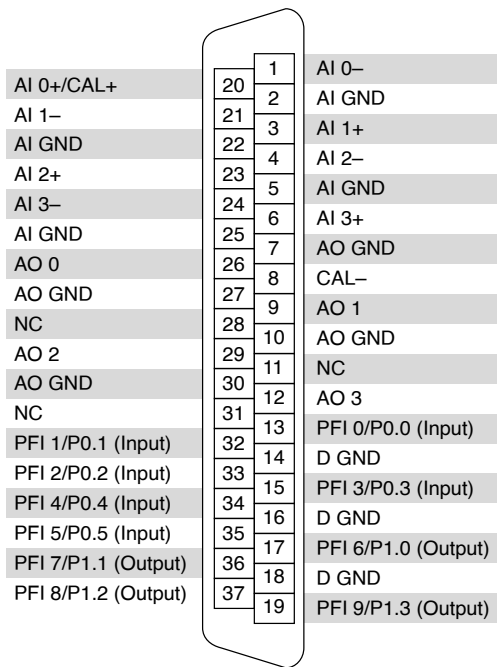 1 AI 0–
AI 0+/CAL+ 20
2 AI GND
AI 1– 21
3 AI 1+
AI GND 22
4 AI 2–
AI 2+ 23
5 AI GND
AI 3– 24
6 AI 3+
AI GND 25
7 AO GND
AO 0 26
8 CAL–
AO GND 27
9 AO 1
NC 28
10 AO GND
AO 2 29
11 NC
AO GND 30
12 AO 3
NC 31
13 PFI 0/P0.0 (Input)
PFI 1/P0.1 (Input) 32
14 D GND
PFI 2/P0.2 (Input) 33
15 PFI 3/P0.3 (Input)
PFI 4/P0.4 (Input) 34
16 D GND
PFI 5/P0.5 (Input) 35
17 PFI 6/P1.0 (Output)
PFI 7/P1.1 (Output) 36
18 D GND
PFI 8/P1.2 (Output) 37
19 PFI 9/P1.3 (Output)